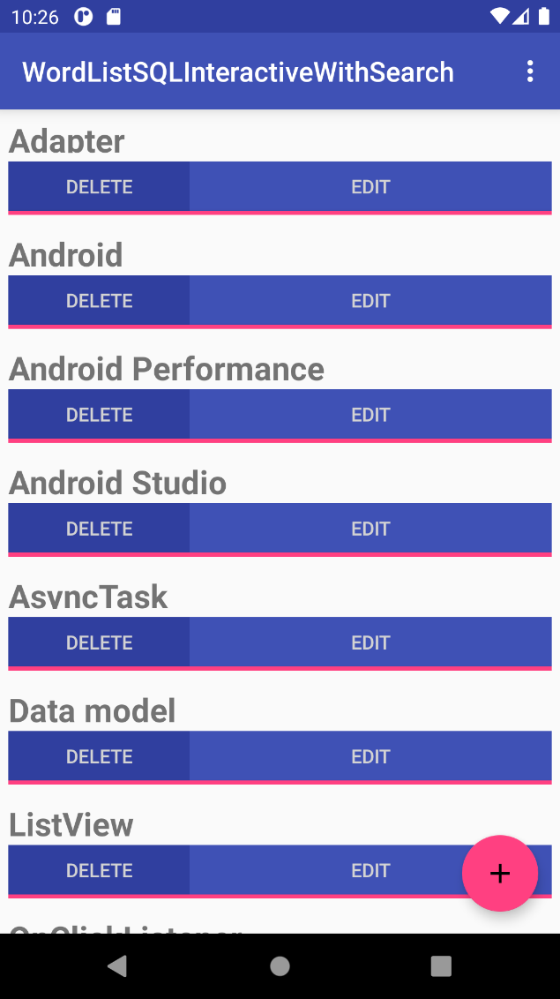 10:26
WordListSQLInteractiveWithSearch
Adapter
DELETE EDIT
Android
DELETE EDIT
Android Performance
DELETE EDIT
Android Studio
DELETE EDIT
AsyncTask
DELETE EDIT
Data model
DELETE EDIT
ListView
DELETE EDIT
+
OnClickListener